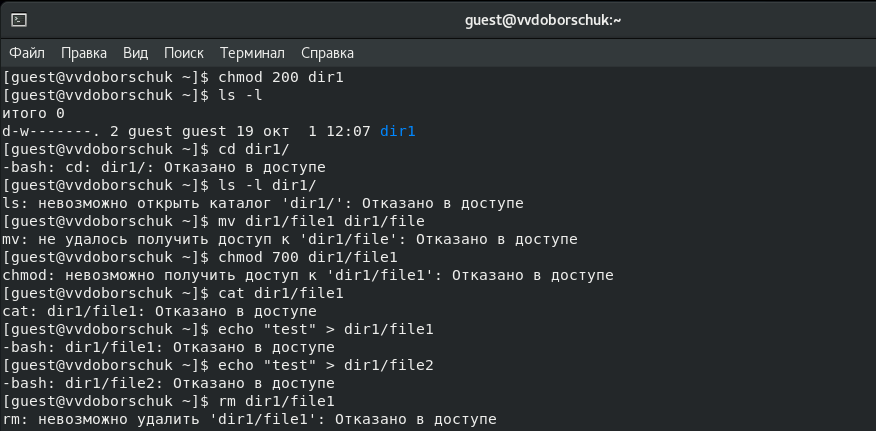 guest@vvdoborschuk:~
Файл Правка Вид Поиск Терминал Справка
[guest@vvdoborschuk ~]$ chmod 200 dir1
[guest@vvdoborschuk ~]$ ls -l
итого 0
d-w-------. 2 guest guest 19 окт  1 12:07 dir1
[guest@vvdoborschuk ~]$ cd dir1/
-bash: cd: dir1/: Отказано в доступе
[guest@vvdoborschuk ~]$ ls -l dir1/
ls: невозможно открыть каталог 'dir1/': Отказано в доступе
[guest@vvdoborschuk ~]$ mv dir1/file1 dir1/file
mv: не удалось получить доступ к 'dir1/file': Отказано в доступе
[guest@vvdoborschuk ~]$ chmod 700 dir1/file1
chmod: невозможно получить доступ к 'dir1/file1': Отказано в доступе
[guest@vvdoborschuk ~]$ cat dir1/file1
cat: dir1/file1: Отказано в доступе
[guest@vvdoborschuk ~]$ echo "test" > dir1/file1
-bash: dir1/file1: Отказано в доступе
[guest@vvdoborschuk ~]$ echo "test" > dir1/file2
-bash: dir1/file2: Отказано в доступе
[guest@vvdoborschuk ~]$ rm dir1/file1
rm: невозможно удалить 'dir1/file1': Отказано в доступе